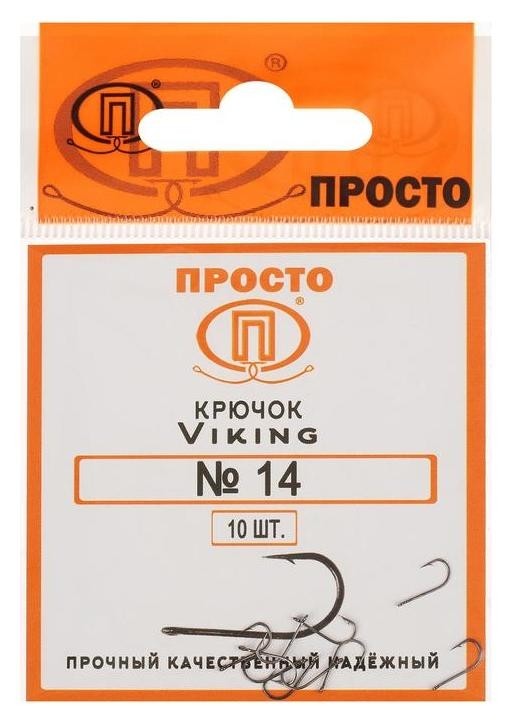 П
®
П
®
ПРОСТО
ПРОСТО
П
®
КРЮЧОК
VIKING
№ 14
10 ШТ.
ПРОЧНЫЙ КАЧЕСТВЕННЫЙ НАДЁЖНЫЙ